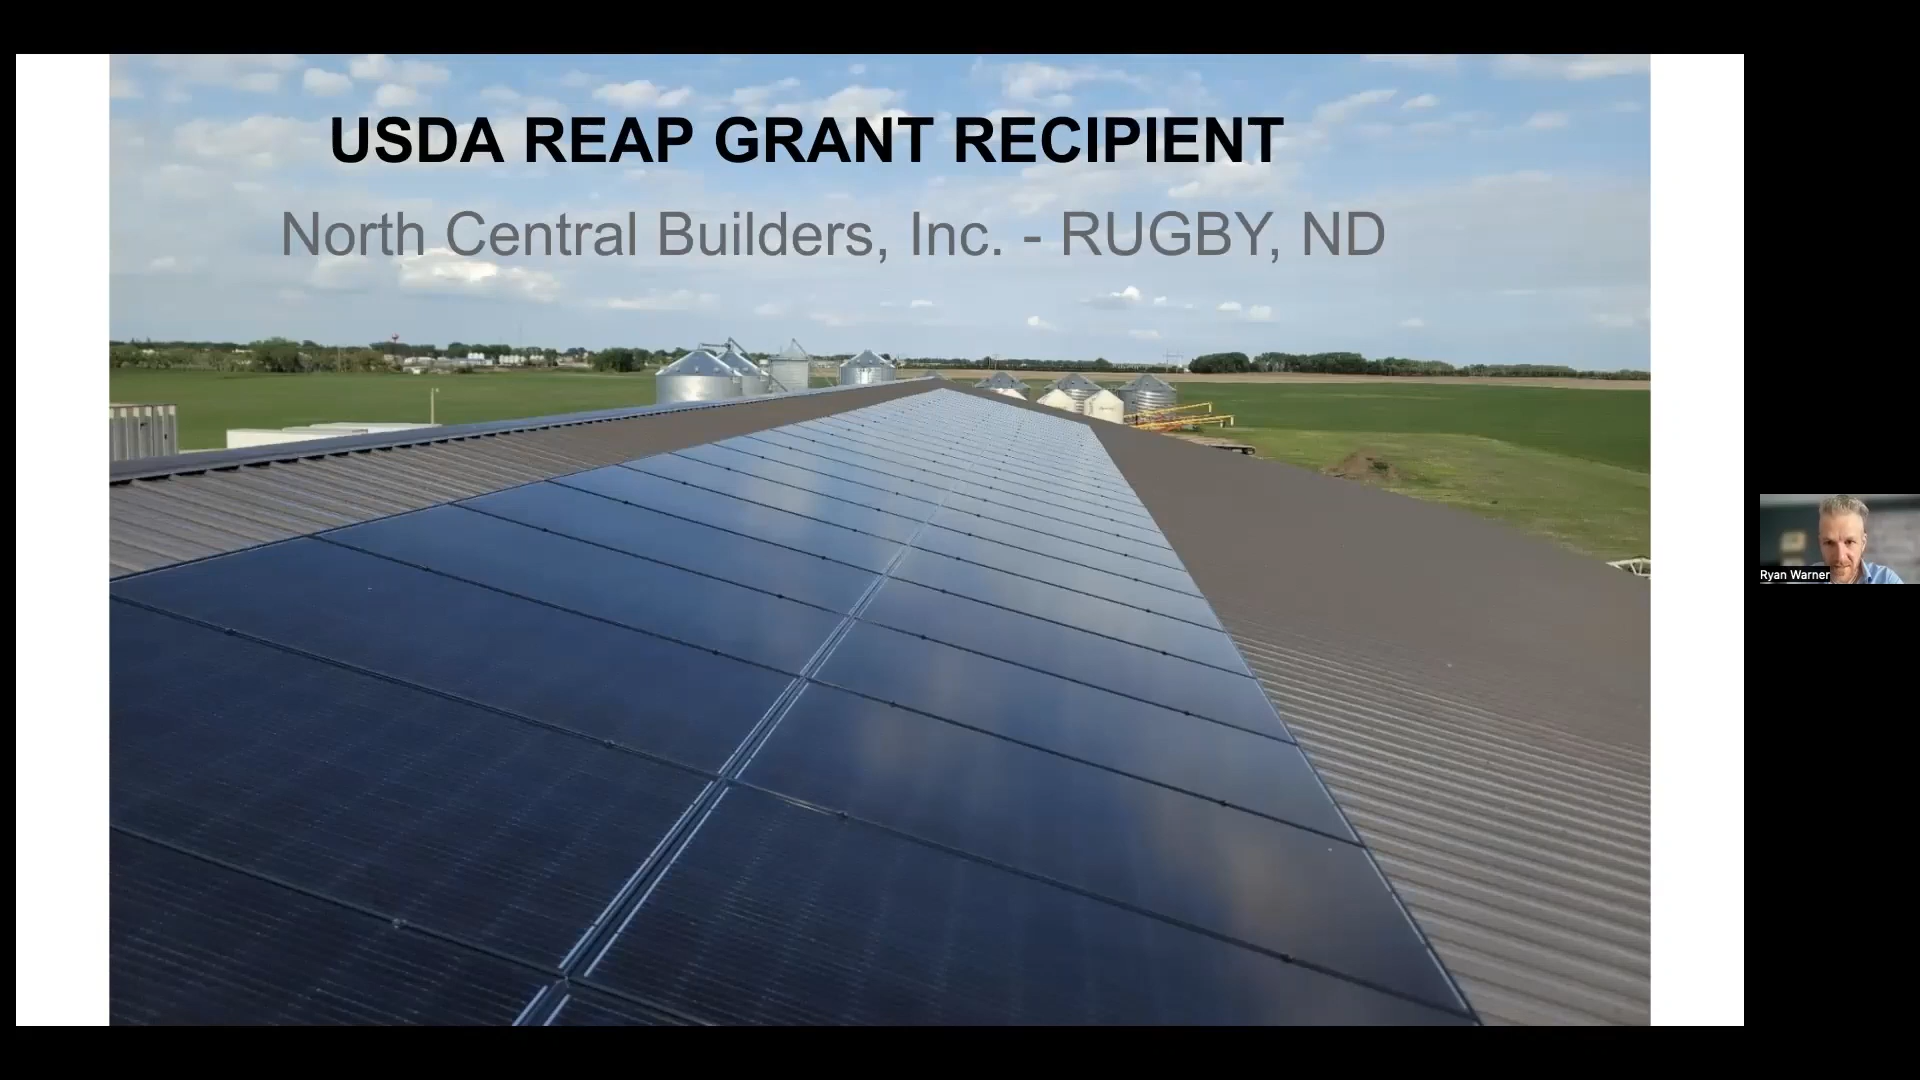 USDA REAP GRANT RECIPIENT
North Central Builders, Inc. - RUGBY, ND
Ryan Warner